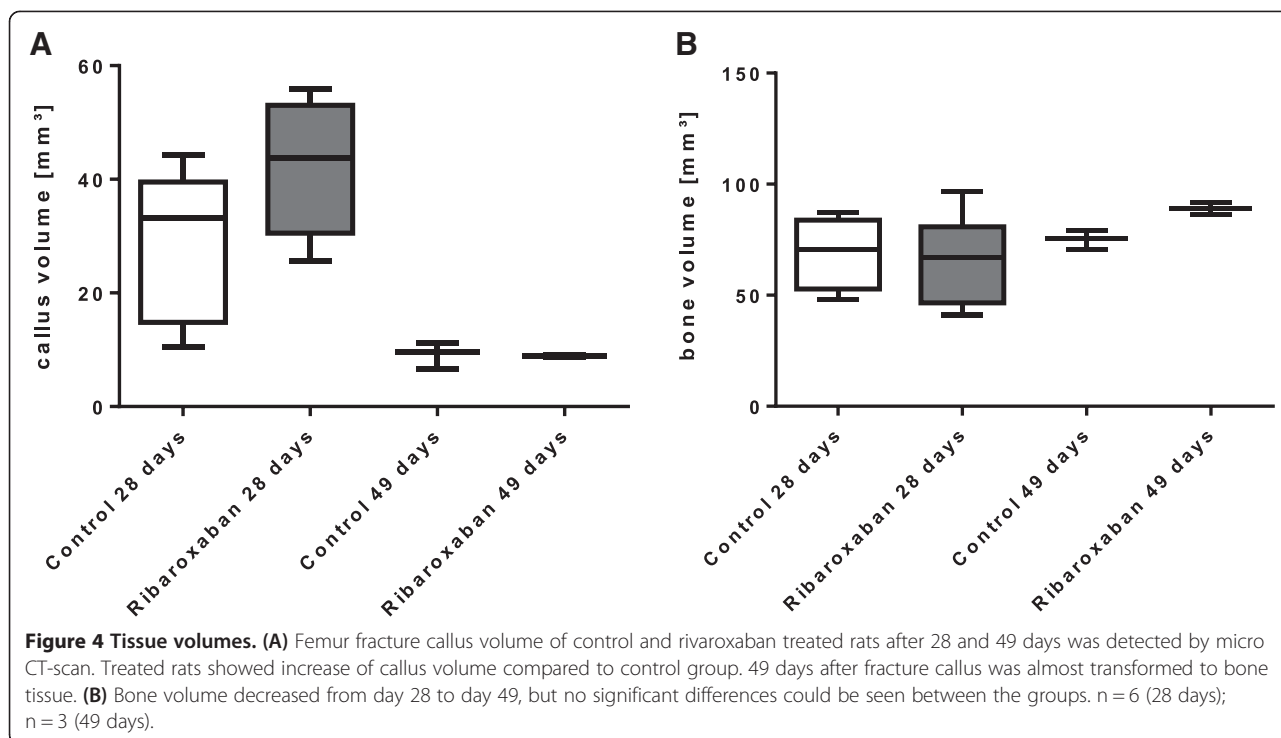 A
callus volume [mm³]
60
40
20
0
Control 28 days
Ribaroxaban 28 days
Control 49 days
Ribaroxaban 49 days
B
bone volume [mm³]
150
100
50
0
Control 28 days
Ribaroxaban 28 days
Control 49 days
Ribaroxaban 49 days
Figure 4 Tissue volumes. (A) Femur fracture callus volume of control and rivaroxaban treated rats after 28 and 49 days was detected by micro
CT-scan. Treated rats showed increase of callus volume compared to control group. 49 days after fracture callus was almost transformed to bone
tissue. (B) Bone volume decreased from day 28 to day 49, but no significant differences could be seen between the groups. n = 6 (28 days);
n = 3 (49 days).